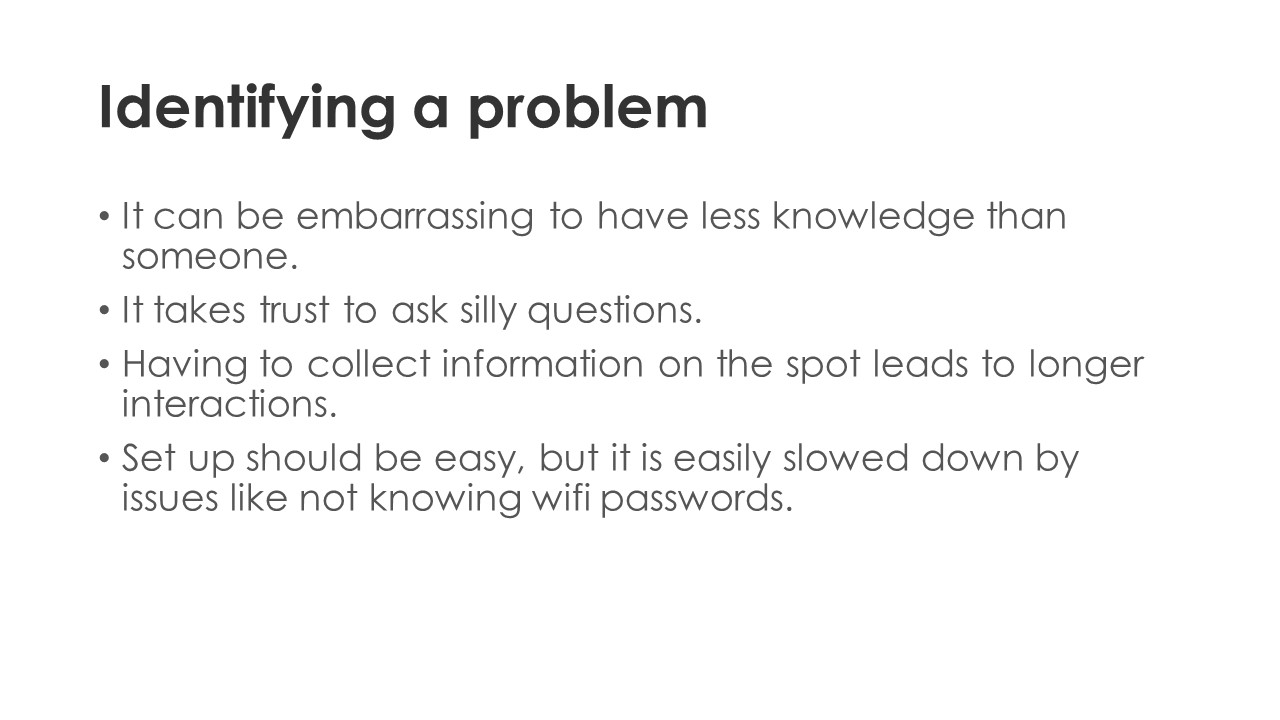 Identifying a problem
• It can be embarrassing to have less knowledge than
someone.
• It takes trust to ask silly questions.
• Having to collect information on the spot leads to longer
interactions.
• Set up should be easy, but it is easily slowed down by
issues like not knowing wifi passwords.